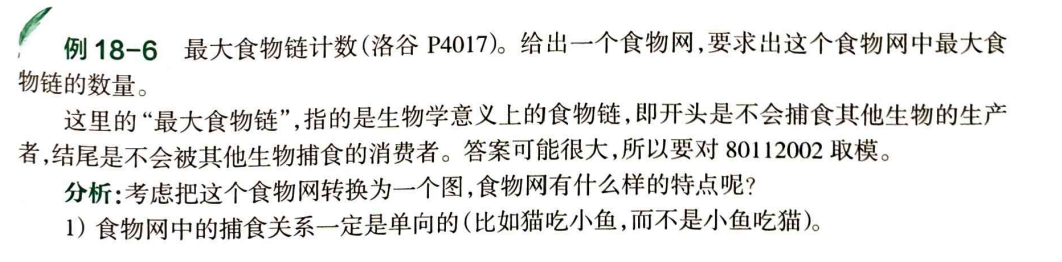 例 18-6 最大食物链计数(洛谷 P4017)。给出一个食物网,要求出这个食物网中最大食
物链的数量。
这里的“最大食物链”,指的是生物学意义上的食物链,即开头是不会捕食其他生物的生产
者,结尾是不会被其他生物捕食的消费者。答案可能很大,所以要对 80112002 取模。
分析:考虑把这个食物网转换为一个图,食物网有什么样的特点呢?
1) 食物网中的捕食关系一定是单向的(比如猫吃小鱼,而不是小鱼吃猫)。